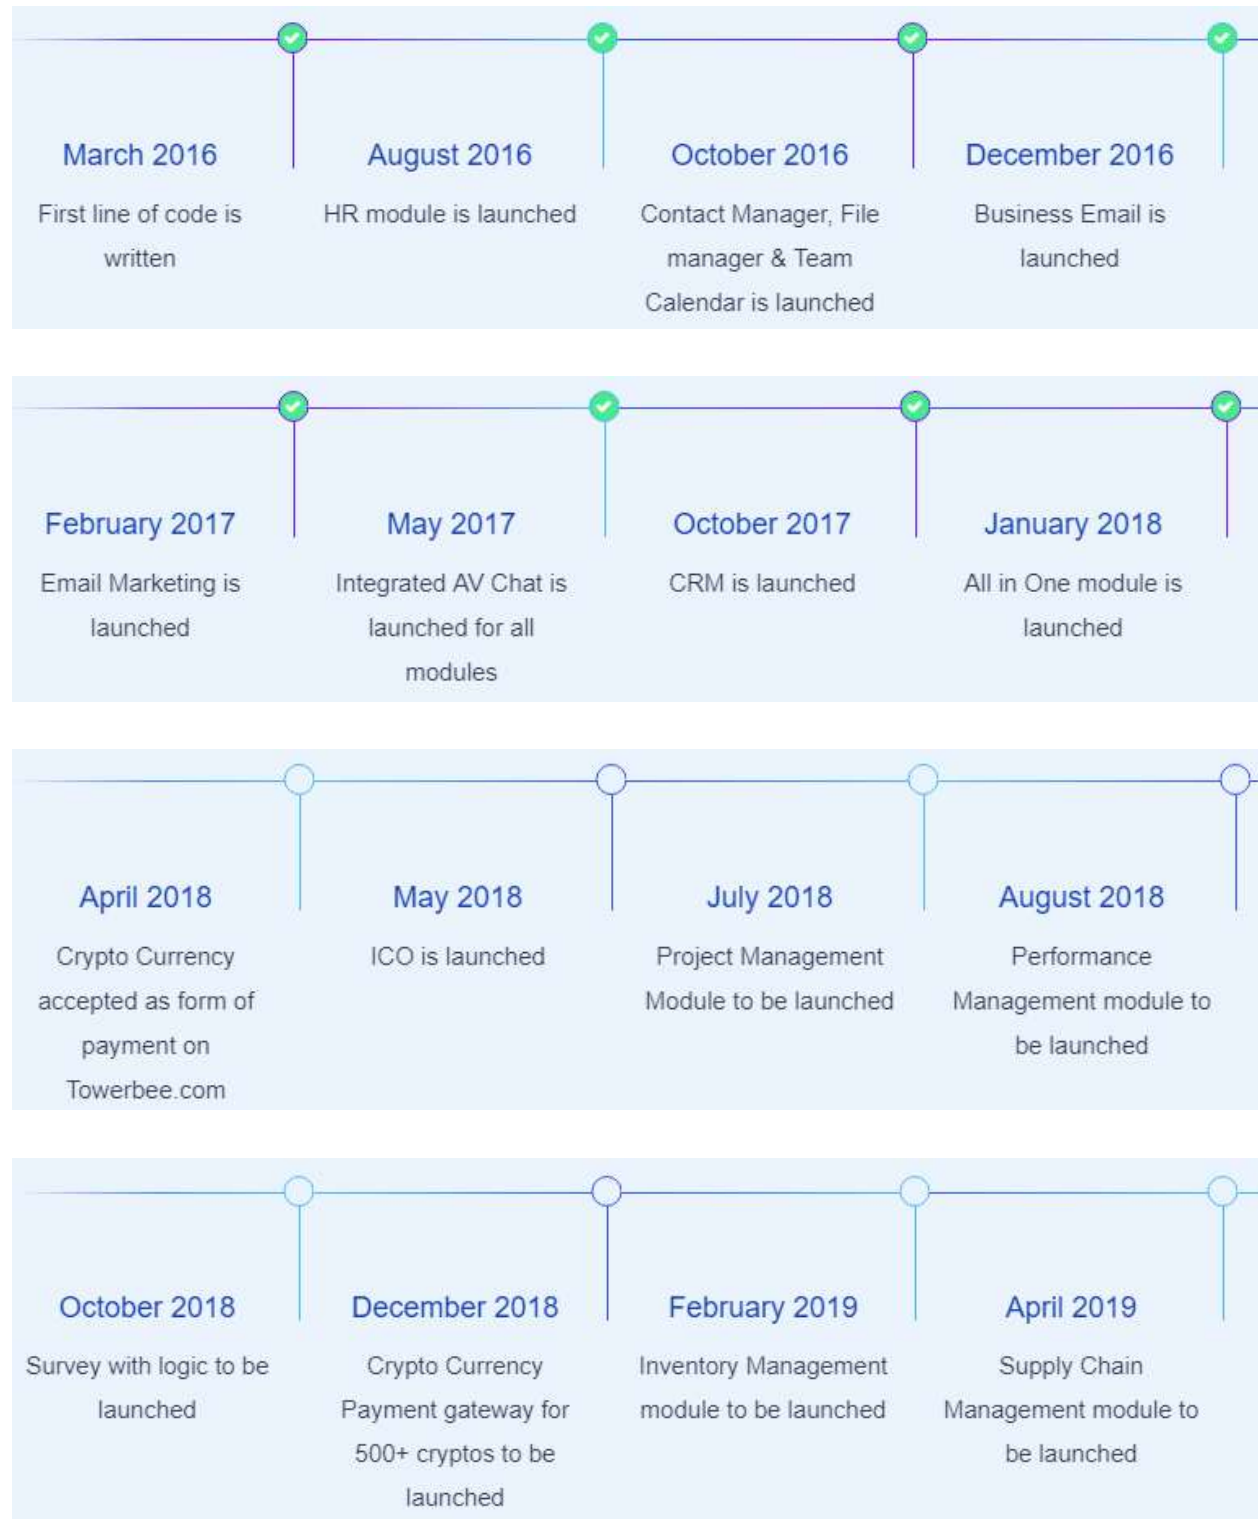 March 2016
First line of code is
written
August 2016
HR module is launched
October 2016
Contact Manager, File
manager & Team
Calendar is launched
December 2016
Business Email is
launched
February 2017
Email Marketing is
launched
May 2017
Integrated AV Chat is
launched for all
modules
October 2017
CRM is launched
January 2018
All in One module is
launched
April 2018
Crypto Currency
accepted as form of
payment on
Towerbee.com
May 2018
ICO is launched
July 2018
Project Management
Module to be launched
August 2018
Performance
Management module to
be launched
October 2018
Survey with logic to be
launched
December 2018
Crypto Currency
Payment gateway for
500+ cryptos to be
launched
February 2019
Inventory Management
module to be launched
April 2019
Supply Chain
Management module to
be launched